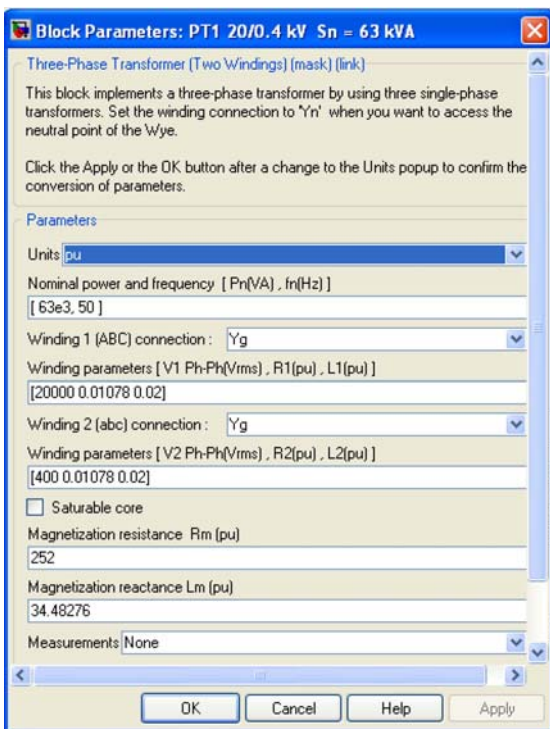 Block Parameters: PT1 20/0.4 kV Sn = 63 kVA
Three-Phase Transformer (Two Windings) (mask) (link)
This block implements a three-phase transformer by using three single-phase
transformers. Set the winding connection to 'Yn' when you want to access the
neutral point of the Wye.
Click the Apply or the OK button after a change to the Units popup to confirm the
conversion of parameters.
Parameters
Units pu
Nominal power and frequency [ Pn(VA) , fn(Hz) ]
[ 63e3, 50 ]
Winding 1 (ABC) connection : Yg
Winding parameters [ V1 Ph-Ph(Vrms) , R1(pu) , L1(pu) ]
[20000 0.01078 0.02]
Winding 2 (abc) connection : Yg
Winding parameters [ V2 Ph-Ph(Vrms) , R2(pu) , L2(pu) ]
[400 0.01078 0.02]
Saturable core
Magnetization resistance Rm (pu)
252
Magnetization reactance Lm (pu)
34.48276
Measurements None
OK Cancel Help Apply